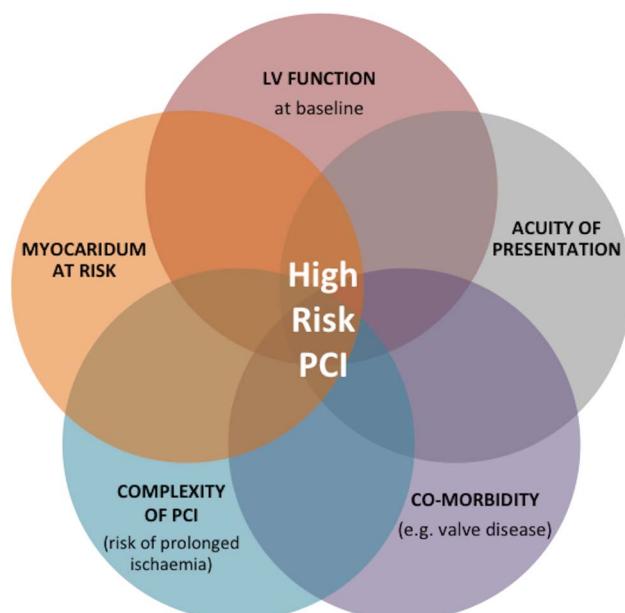 LV FUNCTION
at baseline
MYOCARIDUM
AT RISK
ACUITY OF
PRESENTATION
High
Risk
PCI
COMPLEXITY
OF PCI
(risk of prolonged
ischaemia)
CO-MORBIDITY
(e.g. valve disease)